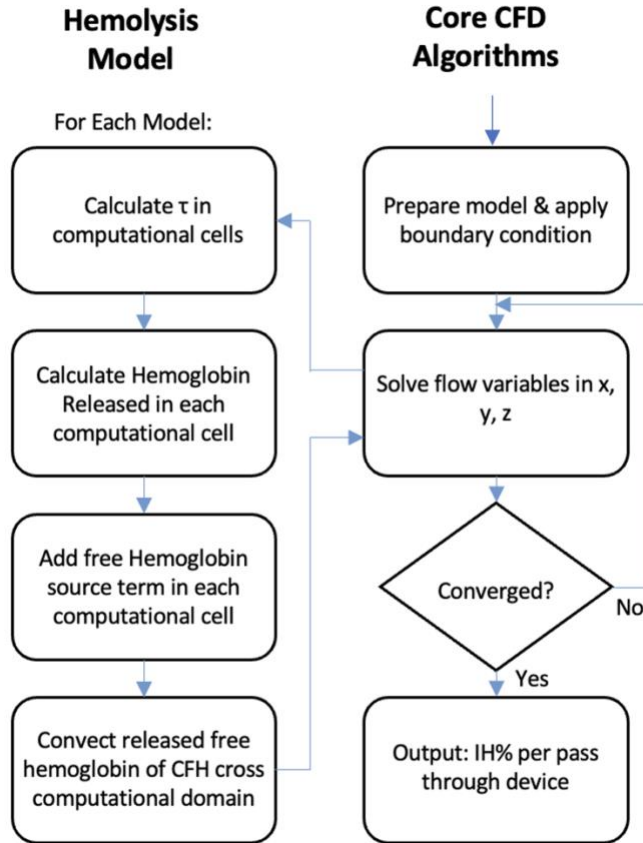 Hemolysis
Model
For Each Model:
Calculate τ in
computational cells
Calculate Hemoglobin
Released in each
computational cell
Add free Hemoglobin
source term in each
computational cell
Convect released free
hemoglobin of CFH cross
computational domain
Core CFD
Algorithms
Prepare model & apply
boundary condition
Solve flow variables in x,
y, z
Converged?
No
Yes
Output: IH% per pass
through device